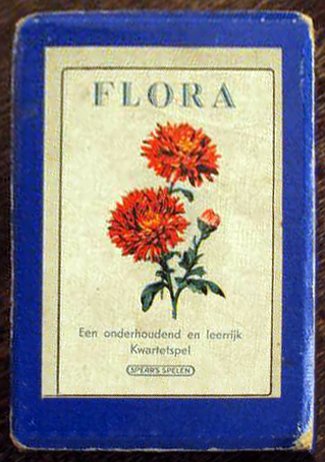 FLORA
Een onderhoudend en leerrijk
Kwartetspel
SPEAR'S SPELEN